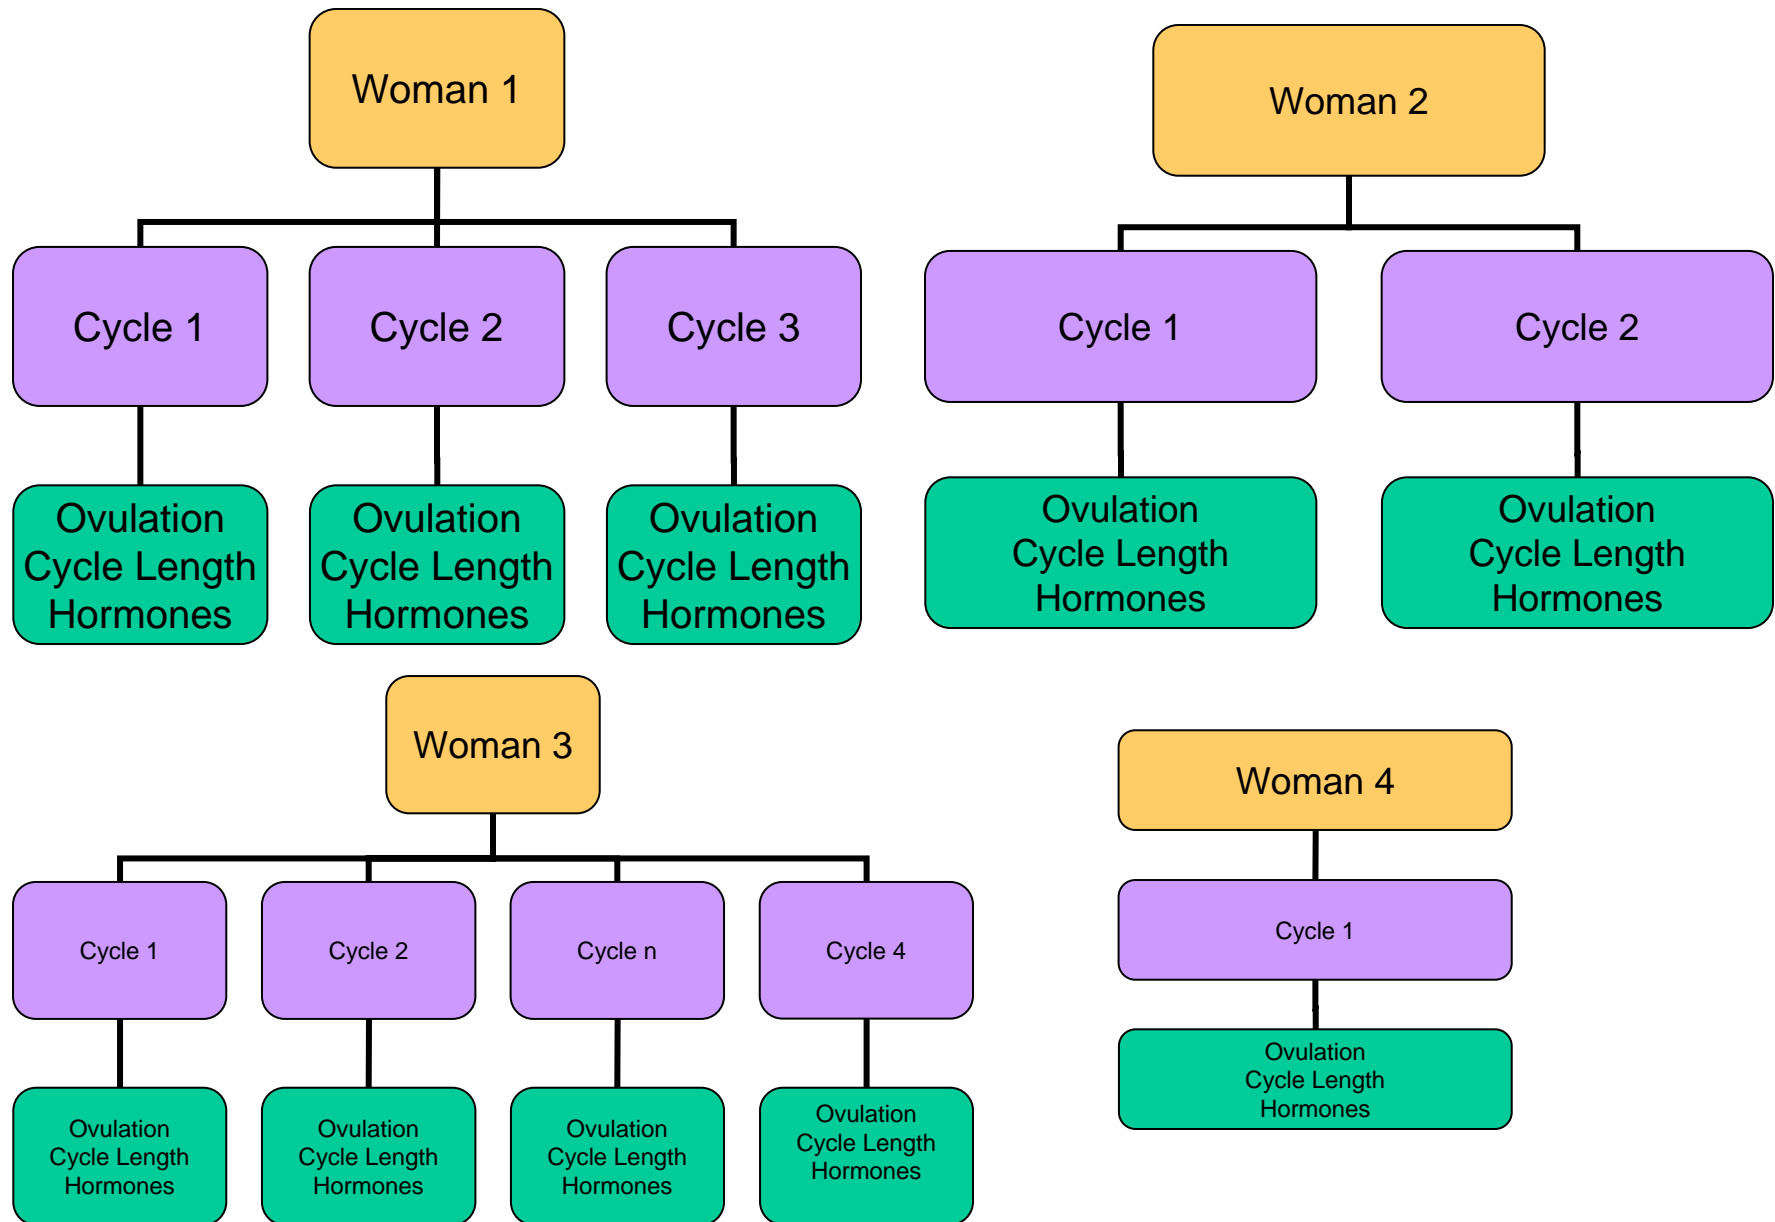 Woman 1
Woman 2
Cycle 1
Cycle 2
Cycle 3
Cycle 1
Cycle 2
Ovulation
Cycle Length
Hormones
Ovulation
Cycle Length
Hormones
Ovulation
Cycle Length
Hormones
Ovulation
Cycle Length
Hormones
Ovulation
Cycle Length
Hormones
Woman 3
Woman 4
Cycle 1
Cycle 2
Cycle n
Cycle 4
Cycle 1
Ovulation
Cycle Length
Hormones
Ovulation
Cycle Length
Hormones
Ovulation
Cycle Length
Hormones
Ovulation
Cycle Length
Hormones
Ovulation
Cycle Length
Hormones